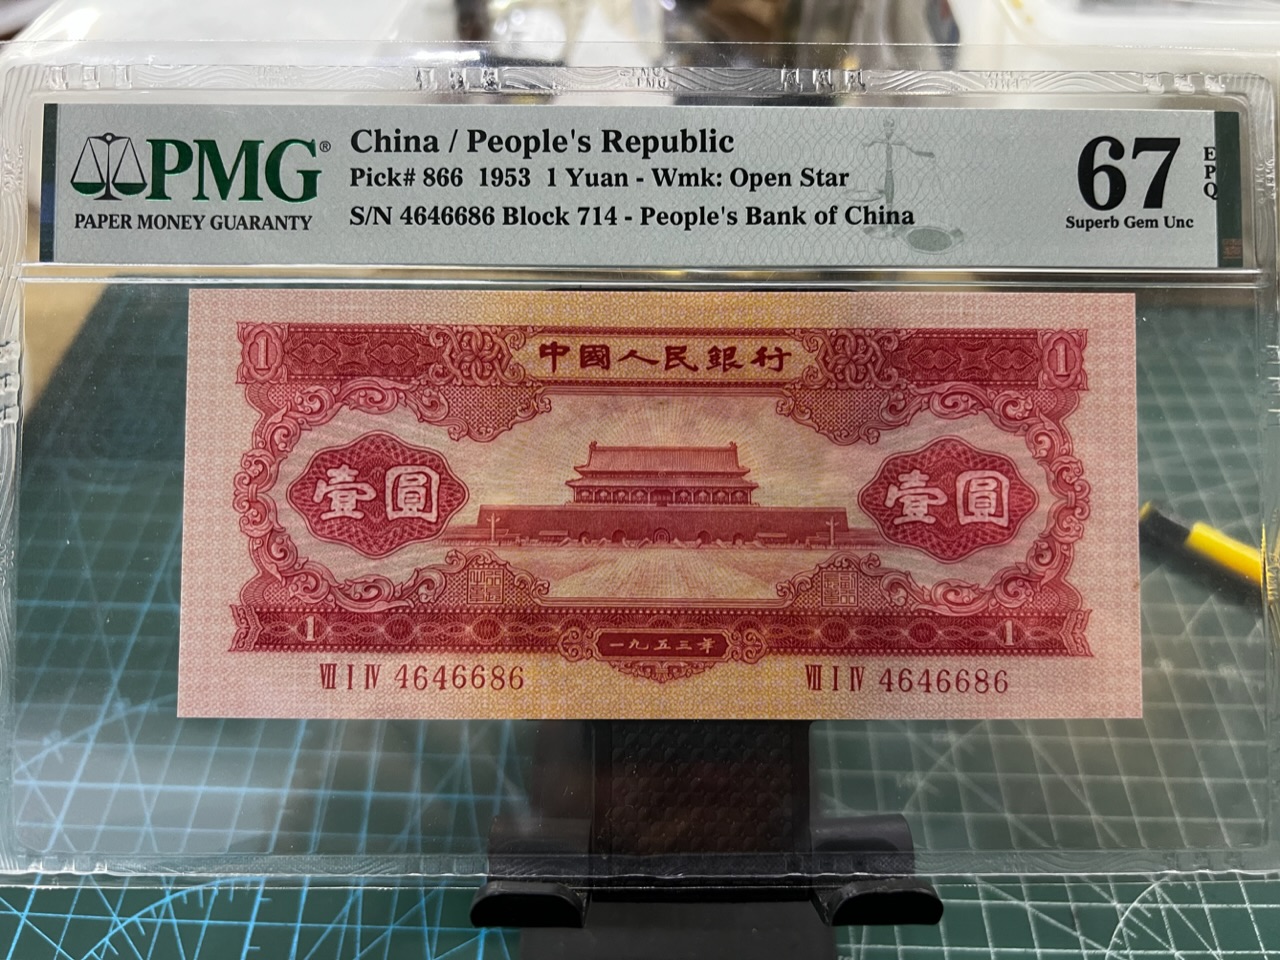 PMG®
PAPER MONEY GUARANTY
China / People's Republic
Pick# 866 1953 1 Yuan - Wmk: Open Star
S/N 4646686 Block 714 - People's Bank of China
67
EPQ
Superb Gem Unc
1 中國人民銀行 1
壹圓 壹圓
1 一九五三年 1
Ⅶ Ⅰ Ⅳ 4646686 Ⅶ Ⅰ Ⅳ 4646686